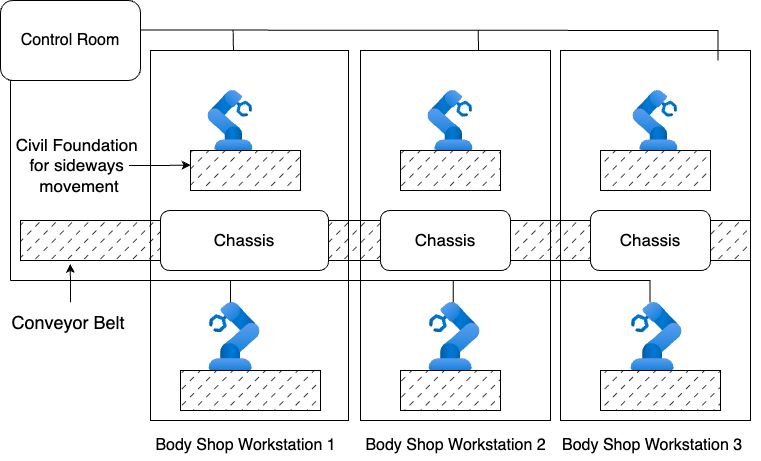 Control Room
Civil Foundation
for sideways
movement
Chassis
Chassis
Chassis
Conveyor Belt
Body Shop Workstation 1
Body Shop Workstation 2
Body Shop Workstation 3